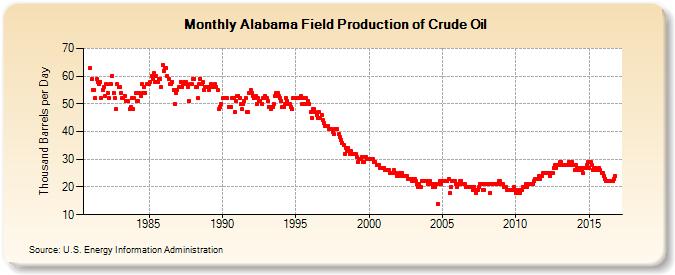 Monthly Alabama Field Production of Crude Oil
Thousand Barrels per Day
70
60
50
40
30
20
10
1985 1990 1995 2000 2005 2010 2015
Source: U.S. Energy Information Administration